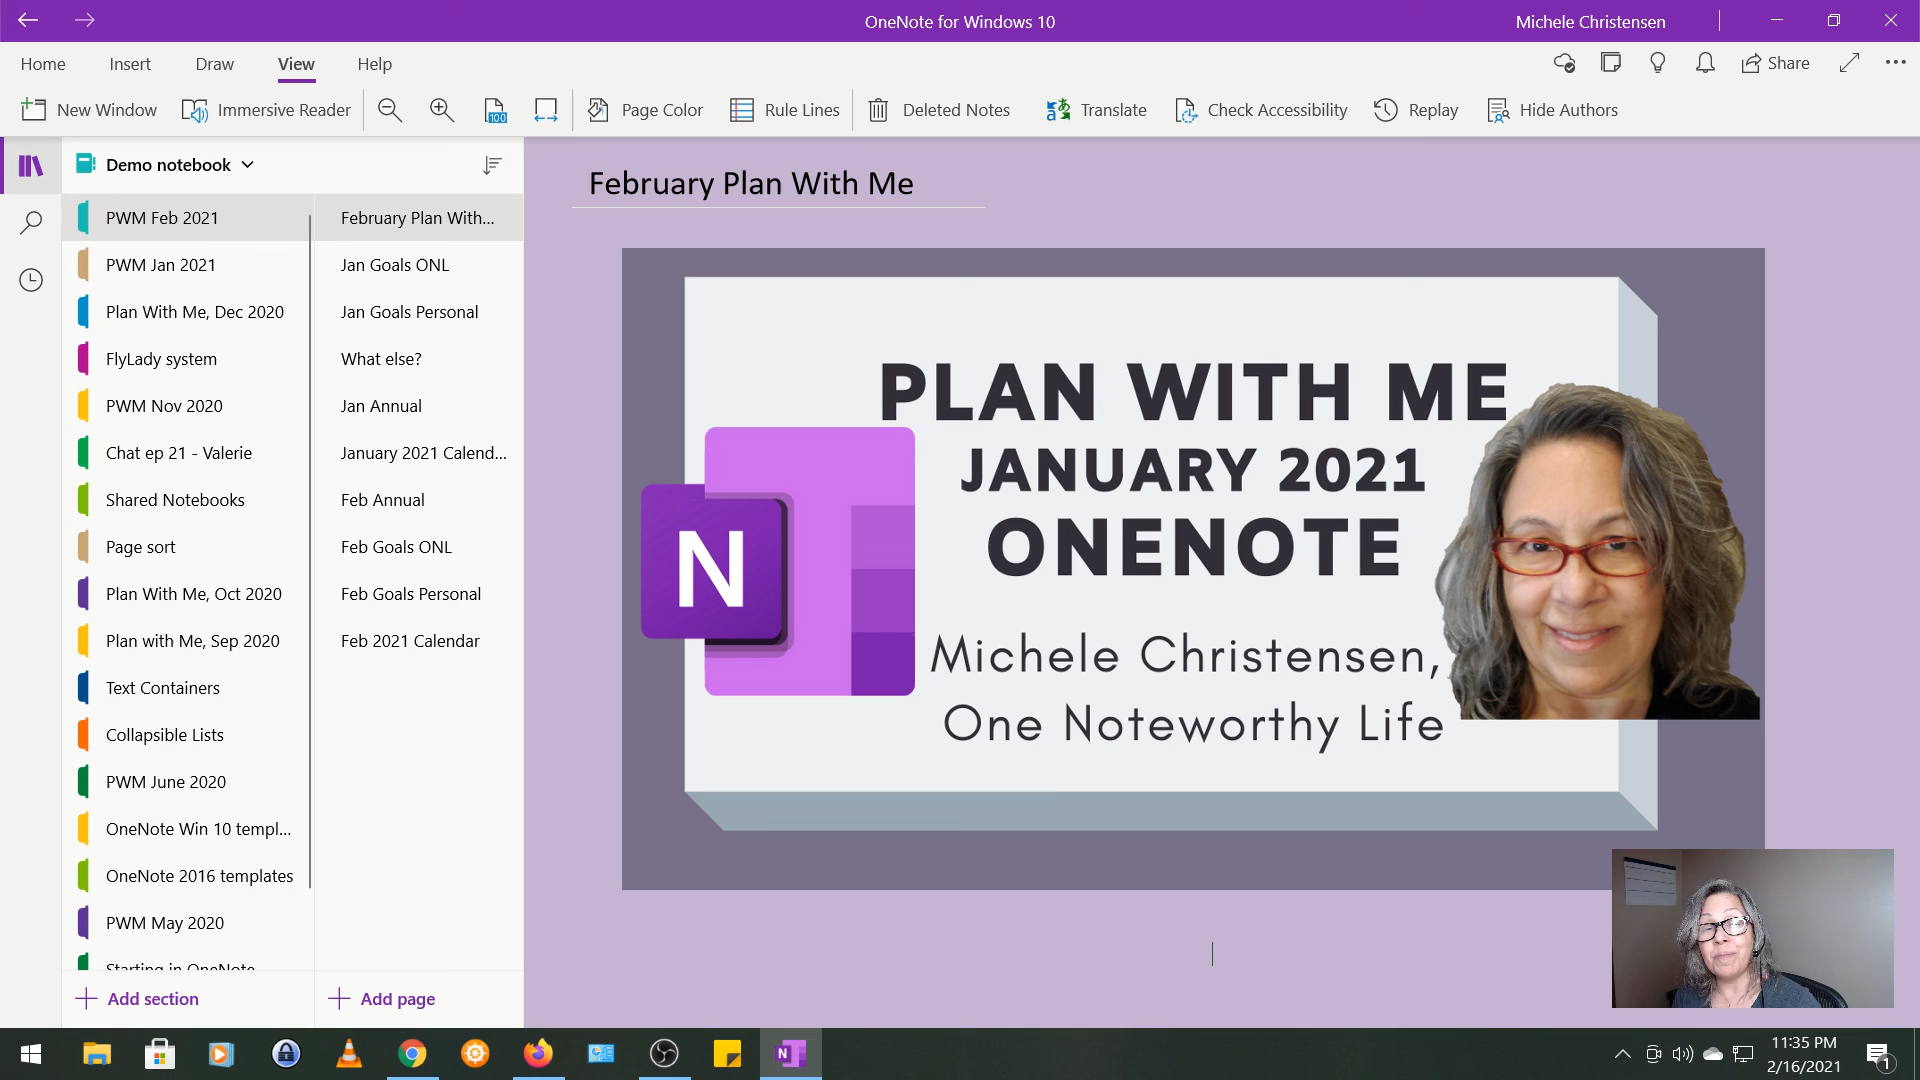 OneNote for Windows 10
Michele Christensen
Home Insert Draw View Help
Share
New Window Immersive Reader 100 Page Color Rule Lines Deleted Notes Translate Check Accessibility Replay Hide Authors
Demo notebook
PWM Feb 2021
PWM Jan 2021
Plan With Me, Dec 2020
FlyLady system
PWM Nov 2020
Chat ep 21 - Valerie
Shared Notebooks
Page sort
Plan With Me, Oct 2020
Plan with Me, Sep 2020
Text Containers
Collapsible Lists
PWM June 2020
OneNote Win 10 templ...
OneNote 2016 templates
PWM May 2020
Starting in OneNote
Add section
February Plan With...
Jan Goals ONL
Jan Goals Personal
What else?
Jan Annual
January 2021 Calend...
Feb Annual
Feb Goals ONL
Feb Goals Personal
Feb 2021 Calendar
Add page
February Plan With Me
PLAN WITH ME
JANUARY 2021
ONENOTE
N
Michele Christensen,
One Noteworthy Life
N
11:35 PM
2/16/2021
1